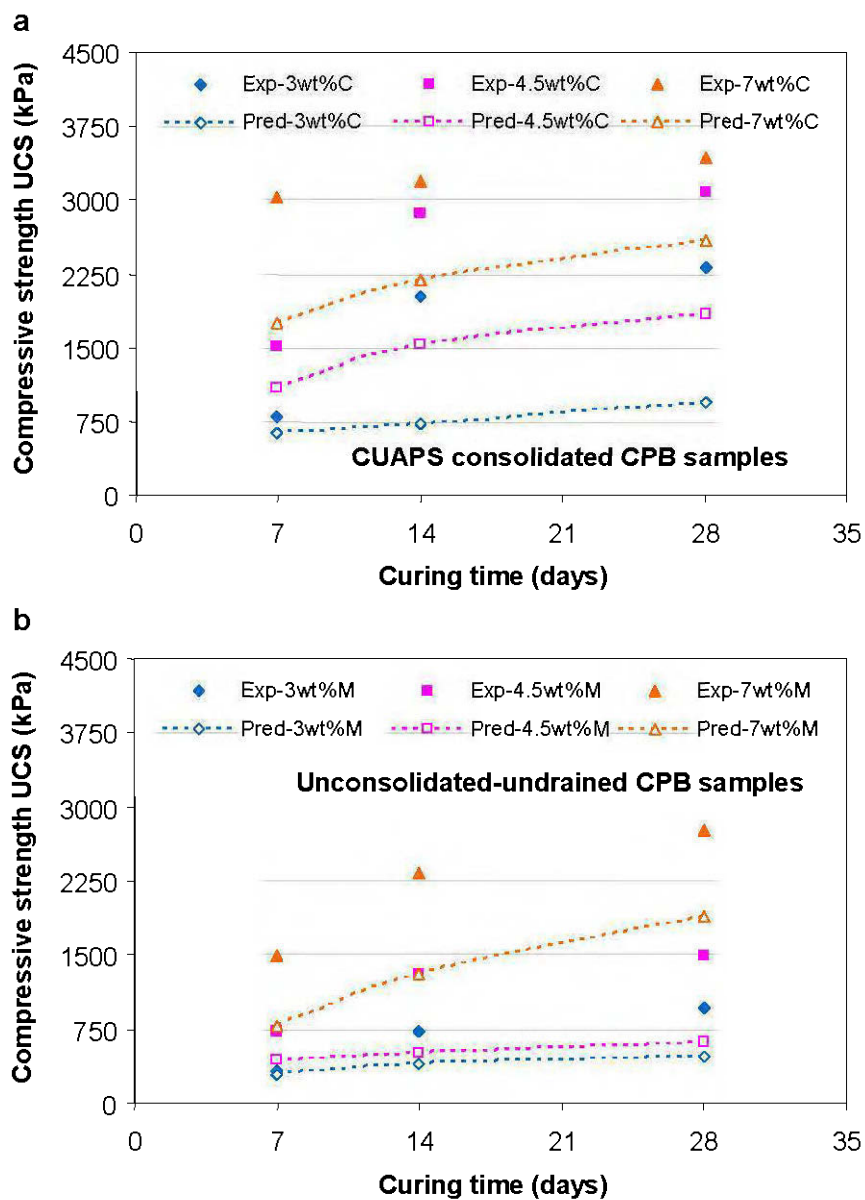 a
4500
3750
3000
2250
1500
750
0
Compressive strength UCS (kPa)
Exp-3wt%C Exp-4.5wt%C Exp-7wt%C
Pred-3wt%C Pred-4.5wt%C Pred-7wt%C
CUAPS consolidated CPB samples
0 7 14 21 28 35
Curing time (days)
b
4500
3750
3000
2250
1500
750
0
Compressive strength UCS (kPa)
Exp-3wt%M Exp-4.5wt%M Exp-7wt%M
Pred-3wt%M Pred-4.5wt%M Pred-7wt%M
Unconsolidated-undrained CPB samples
0 7 14 21 28 35
Curing time (days)